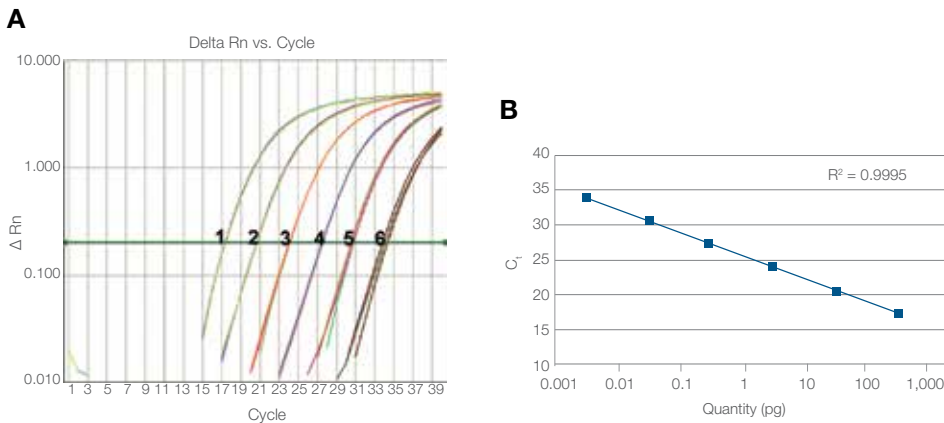 A
Delta Rn vs. Cycle
10.000
1.000
0.100
0.010
Δ Rn
1 2 3 4 5 6
1 3 5 7 9 11 13 15 17 19 21 23 25 27 29 31 33 35 37 39
Cycle
B
40
35
30
25
20
15
10
Ct
R² = 0.9995
0.001 0.01 0.1 1 10 100 1,000
Quantity (pg)